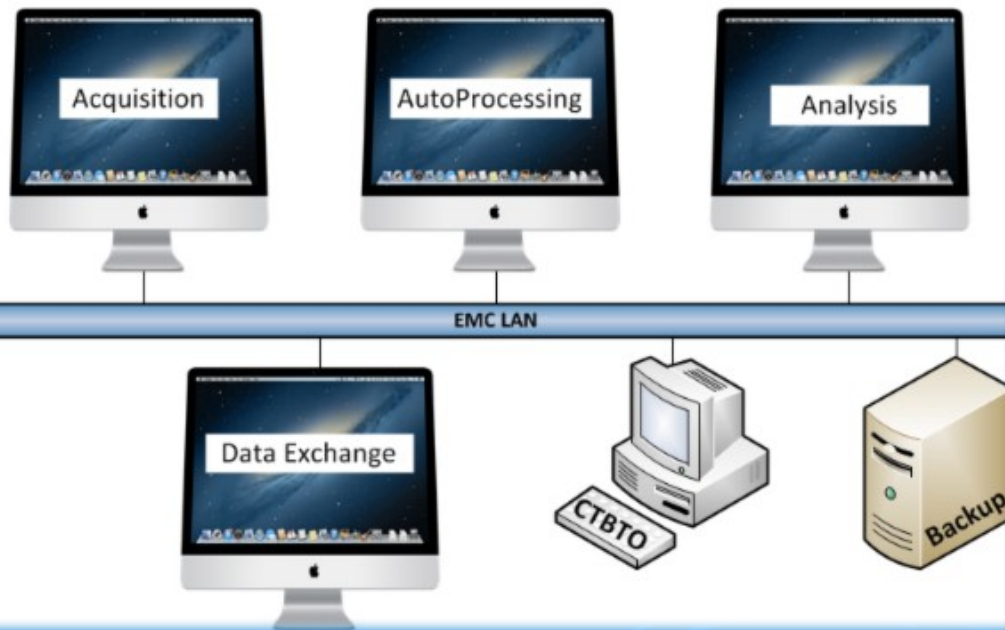 Acquisition
AutoProcessing
Analysis
EMC LAN
Data Exchange
CTBTO
Backup